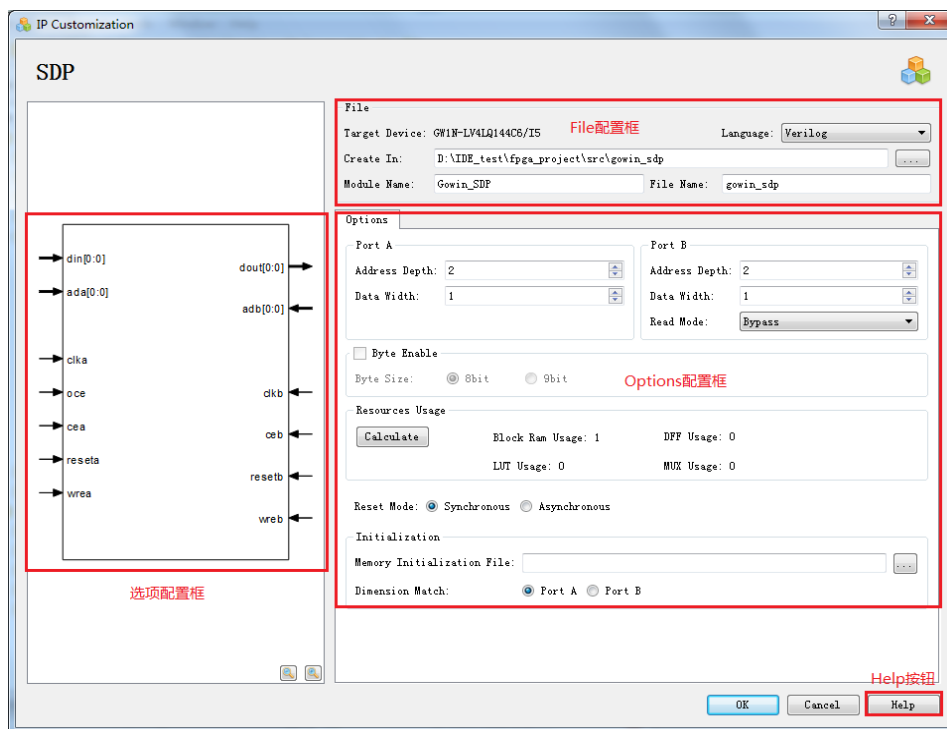 IP Customization
SDP
File
Target Device: GW1N-LV4LQ144C6/I5
File配置框
Language: Verilog
Create In: D:\IDE_test\fpga_project\src\gowin_sdp ...
Module Name: Gowin_SDP
File Name: gowin_sdp
Options
Port A
Address Depth: 2
Data Width: 1
Port B
Address Depth: 2
Data Width: 1
Read Mode: Bypass
Byte Enable
Byte Size: 8bit 9bit
Options配置框
Resources Usage
Calculate
Block Ram Usage: 1
DFF Usage: 0
LUT Usage: 0
MUX Usage: 0
Reset Mode: Synchronous Asynchronous
Initialization
Memory Initialization File: ...
Dimension Match: Port A Port B
din[0:0]
ada[0:0]
clka
oce
cea
reseta
wrea
dout[0:0]
adb[0:0]
clkb
ceb
resetb
wreb
选项配置框
Help按钮
OK
Cancel
Help